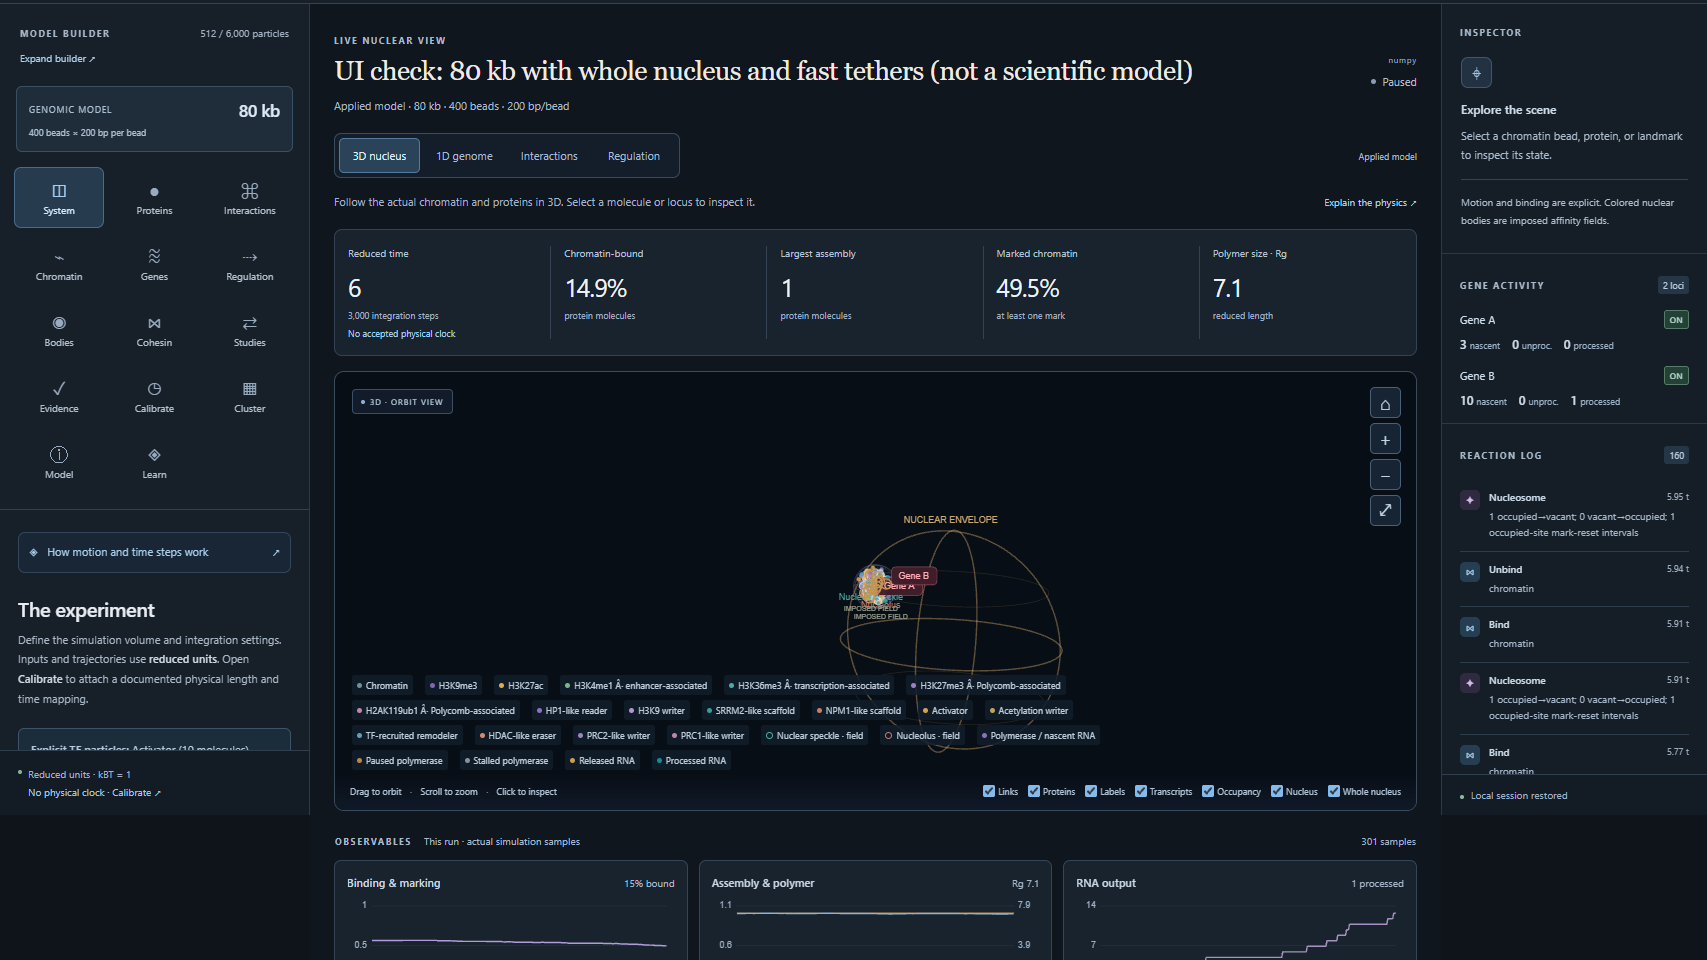 MODEL BUILDER
512 / 6,000 particles
Expand builder ↗
GENOMIC MODEL
80 kb
400 beads × 200 bp per bead
System
Proteins
Interactions
Chromatin
Genes
Regulation
Bodies
Cohesin
Studies
Evidence
Calibrate
Cluster
Model
Learn
How motion and time steps work ↗
The experiment
Define the simulation volume and integration settings.
Inputs and trajectories use reduced units. Open
Calibrate to attach a documented physical length and
time mapping.
Explicit TF particles: Activator (10 molecules)
Reduced units · kBT = 1
No physical clock · Calibrate ↗
LIVE NUCLEAR VIEW
UI check: 80 kb with whole nucleus and fast tethers (not a scientific model)
numpy
Paused
Applied model · 80 kb · 400 beads · 200 bp/bead
3D nucleus
1D genome
Interactions
Regulation
Applied model
Follow the actual chromatin and proteins in 3D. Select a molecule or locus to inspect it.
Explain the physics ↗
Reduced time
6
3,000 integration steps
No accepted physical clock
Chromatin-bound
14.9%
protein molecules
Largest assembly
1
protein molecules
Marked chromatin
49.5%
at least one mark
Polymer size · Rg
7.1
reduced length
3D · ORBIT VIEW
NUCLEAR ENVELOPE
Gene B
Gene A
IMPOSED FIELD
IMPOSED FIELD
Chromatin
H3K9me3
H3K27ac
H3K4me1 Â· enhancer-associated
H3K36me3 Â· transcription-associated
H3K27me3 Â· Polycomb-associated
H2AK119ub1 Â· Polycomb-associated
HP1-like reader
H3K9 writer
SRRM2-like scaffold
NPM1-like scaffold
Activator
Acetylation writer
TF-recruited remodeler
HDAC-like eraser
PRC2-like writer
PRC1-like writer
Nuclear speckle · field
Nucleolus · field
Polymerase / nascent RNA
Paused polymerase
Stalled polymerase
Released RNA
Processed RNA
Drag to orbit · Scroll to zoom · Click to inspect
Links
Proteins
Labels
Transcripts
Occupancy
Nucleus
Whole nucleus
OBSERVABLES
This run · actual simulation samples
301 samples
Binding & marking
15% bound
1
0.5
Assembly & polymer
Rg 7.1
1.1
7.9
0.6
3.9
RNA output
1 processed
14
7
INSPECTOR
Explore the scene
Select a chromatin bead, protein, or landmark
to inspect its state.
Motion and binding are explicit. Colored nuclear
bodies are imposed affinity fields.
GENE ACTIVITY
2 loci
Gene A
ON
3 nascent 0 unproc. 0 processed
Gene B
ON
10 nascent 0 unproc. 1 processed
REACTION LOG
160
Nucleosome
5.95 t
1 occupied→vacant; 0 vacant→occupied; 1
occupied-site mark-reset intervals
Unbind
5.94 t
chromatin
Bind
5.91 t
chromatin
Nucleosome
5.91 t
1 occupied→vacant; 0 vacant→occupied; 1
occupied-site mark-reset intervals
Bind
5.77 t
chromatin
Local session restored